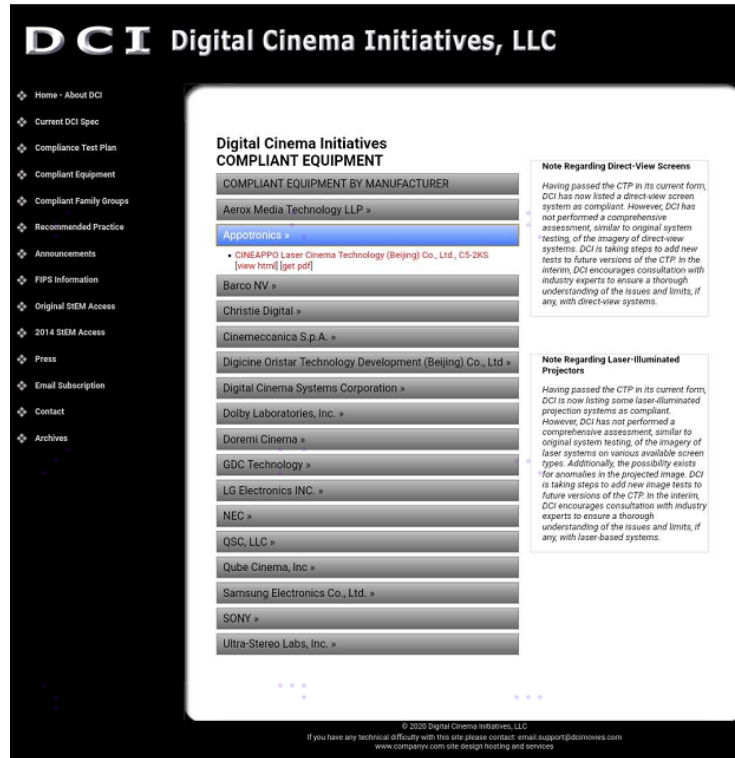 DCI Digital Cinema Initiatives, LLC
Home - About DCI
Current DCI Spec
Compliance Test Plan
Compliant Equipment
Compliant Family Groups
Recommended Practice
Announcements
FIPS Information
Original StEM Access
2014 StEM Access
Press
Email Subscription
Contact
Archives
Digital Cinema Initiatives
COMPLIANT EQUIPMENT
COMPLIANT EQUIPMENT BY MANUFACTURER
Aerox Media Technology LLP »
Appotronics »
• CINEAPPO Laser Cinema Technology (Beijing) Co., Ltd., C5-2KS
[view html] [get pdf]
Barco NV »
Christie Digital »
Cinemeccanica S.p.A. »
Digicine Oristar Technology Development (Beijing) Co., Ltd »
Digital Cinema Systems Corporation »
Dolby Laboratories, Inc. »
Doremi Cinema »
GDC Technology »
LG Electronics INC. »
NEC »
QSC, LLC »
Qube Cinema, Inc »
Samsung Electronics Co., Ltd. »
SONY »
Ultra-Stereo Labs, Inc. »
Note Regarding Direct-View Screens
Having passed the CTP in its current form,
DCI has now listed a direct-view screen
system as compliant. However, DCI has
not performed a comprehensive
assessment, similar to original system
testing, of the imagery of direct-view
systems. DCI is taking steps to add new
tests to future versions of the CTP. In the
interim, DCI encourages consultation with
industry experts to ensure a thorough
understanding of the issues and limits, if
any, with direct-view systems.
Note Regarding Laser-Illuminated
Projectors
Having passed the CTP in its current form,
DCI is now listing some laser-illuminated
projection systems as compliant.
However, DCI has not performed a
comprehensive assessment, similar to
original system testing, of the imagery of
laser systems on various available screen
types. Additionally, the possibility exists
for anomalies in the projected image. DCI
is taking steps to add new image tests to
future versions of the CTP. In the interim,
DCI encourages consultation with industry
experts to ensure a thorough
understanding of the issues and limits, if
any, with laser-based systems.
© 2020 Digital Cinema Initiatives, LLC
If you have any technical difficulty with this site please contact: email.support@dcimovies.com
www.companyv.com site design hosting and services